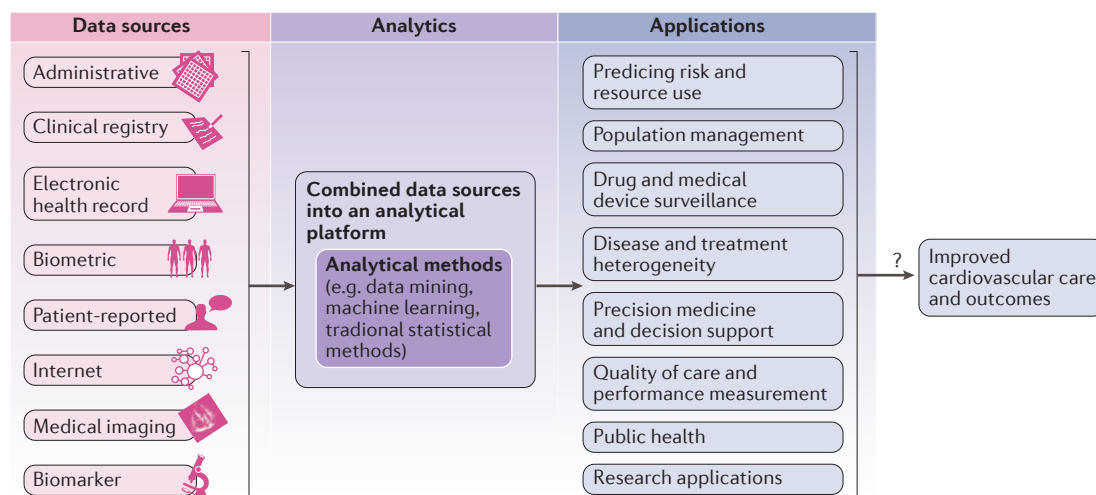 Data sources
Analytics
Applications
Administrative
Clinical registry
Electronic
health record
Biometric
Patient-reported
Internet
Medical imaging
Biomarker
Combined data sources
into an analytical
platform
Analytical methods
(e.g. data mining,
machine learning,
tradional statistical
methods)
Predicing risk and
resource use
Population management
Drug and medical
device surveillance
Disease and treatment
heterogeneity
Precision medicine
and decision support
Quality of care and
performance measurement
Public health
Research applications
?
Improved
cardiovascular care
and outcomes